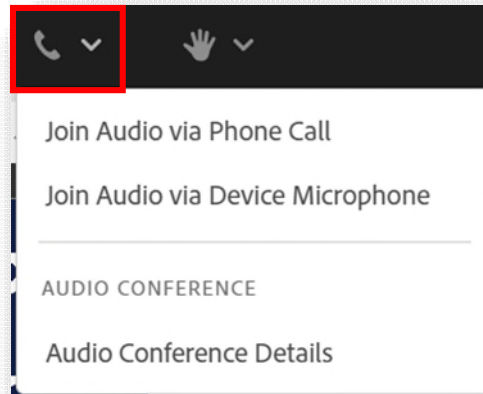 Join Audio via Phone Call
Join Audio via Device Microphone
AUDIO CONFERENCE
Audio Conference Details